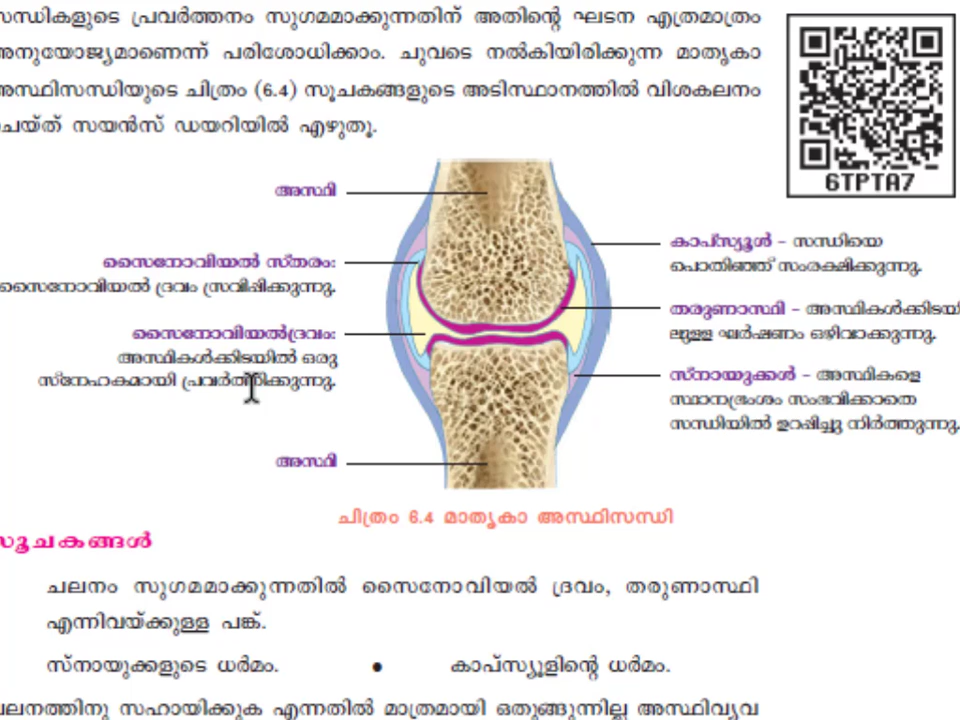 സന്ധികളുടെ പ്രവർത്തനം സുഗമമാക്കുന്നതിന് അതിന്റെ ഘടന എത്രമാത്രം
അനുയോജ്യമാണെന്ന് പരിശോധിക്കാം. ചുവടെ നൽകിയിരിക്കുന്ന മാതൃകാ
അസ്ഥിസന്ധിയുടെ ചിത്രം (6.4) സൂചകങ്ങളുടെ അടിസ്ഥാനത്തിൽ വിശകലനം
ചെയ്ത് സയൻസ് ഡയറിയിൽ എഴുതൂ.
6TPTA7
അസ്ഥി
സൈനോവിയൽ സ്തരം:
സൈനോവിയൽ ദ്രവം സ്രവിപ്പിക്കുന്നു.
സൈനോവിയൽദ്രവം:
അസ്ഥികൾക്കിടയിൽ ഒരു
സ്നേഹകമായി പ്രവർത്തിക്കുന്നു.
അസ്ഥി
കാപ്സ്യൂൾ - സന്ധിയെ
പൊതിഞ്ഞ് സംരക്ഷിക്കുന്നു.
തരുണാസ്ഥി - അസ്ഥികൾക്കിടയി
ലുള്ള ഘർഷണം ഒഴിവാക്കുന്നു.
സ്നായുക്കൾ - അസ്ഥികളെ
സ്ഥാനഭ്രംശം സംഭവിക്കാതെ
സന്ധിയിൽ ഉറപ്പിച്ചു നിർത്തുന്നു.
ചിത്രം 6.4 മാതൃകാ അസ്ഥിസന്ധി
സൂചകങ്ങൾ
ചലനം സുഗമമാക്കുന്നതിൽ സൈനോവിയൽ ദ്രവം, തരുണാസ്ഥി
എന്നിവയ്ക്കുള്ള പങ്ക്.
സ്നായുക്കളുടെ ധർമം. • കാപ്സ്യൂളിന്റെ ധർമം.
ചലനത്തിനു സഹായിക്കുക എന്നതിൽ മാത്രമായി ഒതുങ്ങുന്നില്ല അസ്ഥിവ്യവ